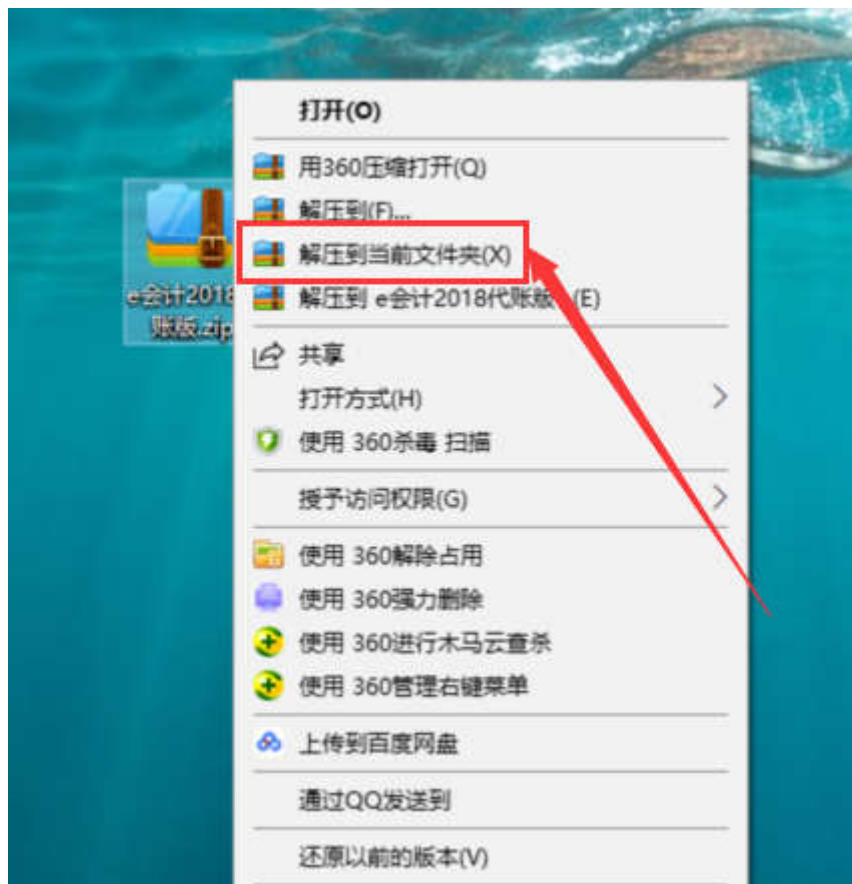 打开(O)
用360压缩打开(Q)
解压到(F)...
解压到当前文件夹(X)
e会计2018
账版.zip
解压到 e会计2018代账版\(E)
共享
打开方式(H)
使用 360杀毒 扫描
授予访问权限(G)
使用 360解除占用
使用 360强力删除
使用 360进行木马云查杀
使用 360管理右键菜单
上传到百度网盘
通过QQ发送到
还原以前的版本(V)